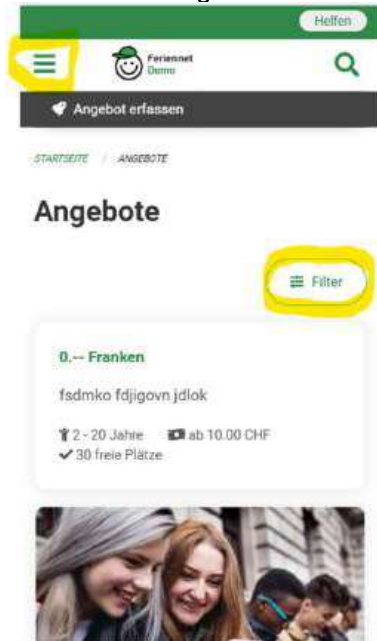 Helfen
Feriennet
Demo
Angebot erfassen
STARTSEITE / ANGEBOTE
Angebote
Filter
0.-- Franken
fsdmko fdjigovn jdlok
2 - 20 Jahre ab 10.00 CHF
30 freie Plätze